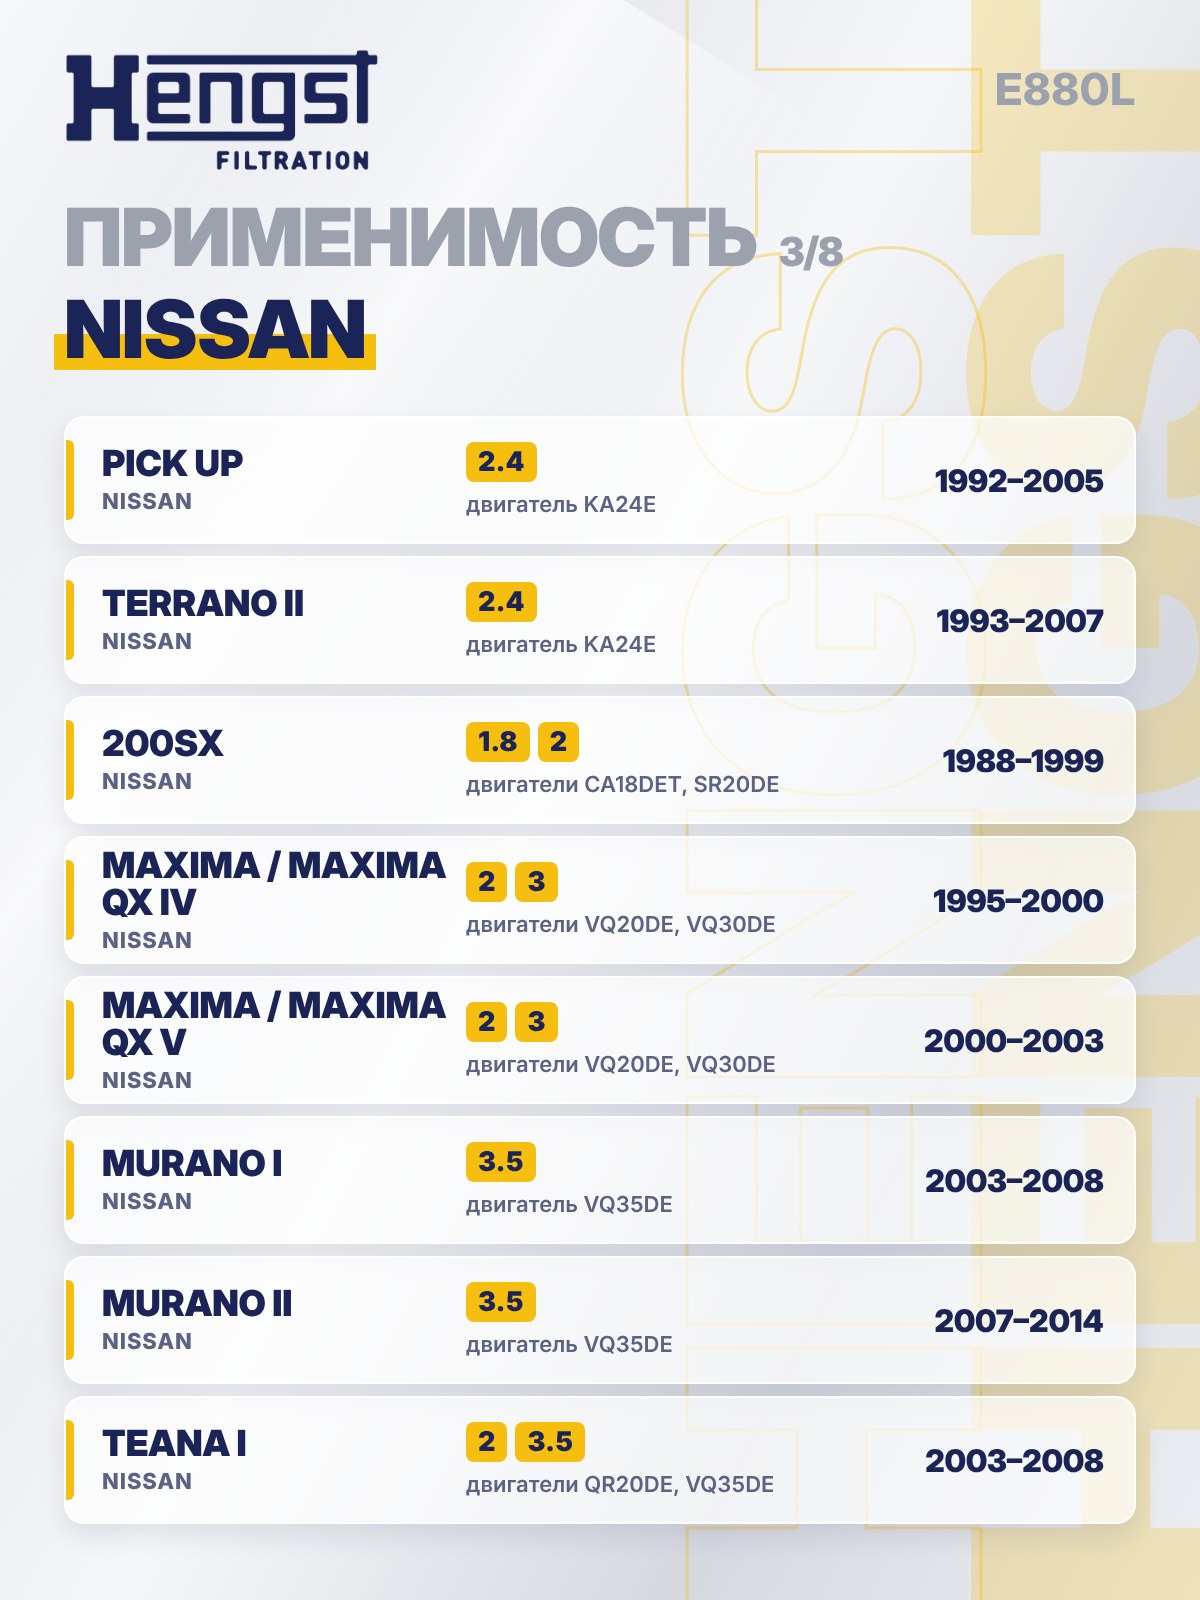 Hengst
FILTRATION
E880L
ПРИМЕНИМОСТЬ 3/8
NISSAN
PICK UP
NISSAN
2.4
двигатель KA24E
1992–2005
TERRANO II
NISSAN
2.4
двигатель KA24E
1993–2007
200SX
NISSAN
1.8 2
двигатели CA18DET, SR20DE
1988–1999
MAXIMA / MAXIMA
QX IV
NISSAN
2 3
двигатели VQ20DE, VQ30DE
1995–2000
MAXIMA / MAXIMA
QX V
NISSAN
2 3
двигатели VQ20DE, VQ30DE
2000–2003
MURANO I
NISSAN
3.5
двигатель VQ35DE
2003–2008
MURANO II
NISSAN
3.5
двигатель VQ35DE
2007–2014
TEANA I
NISSAN
2 3.5
двигатели QR20DE, VQ35DE
2003–2008
HENGST
HENGST